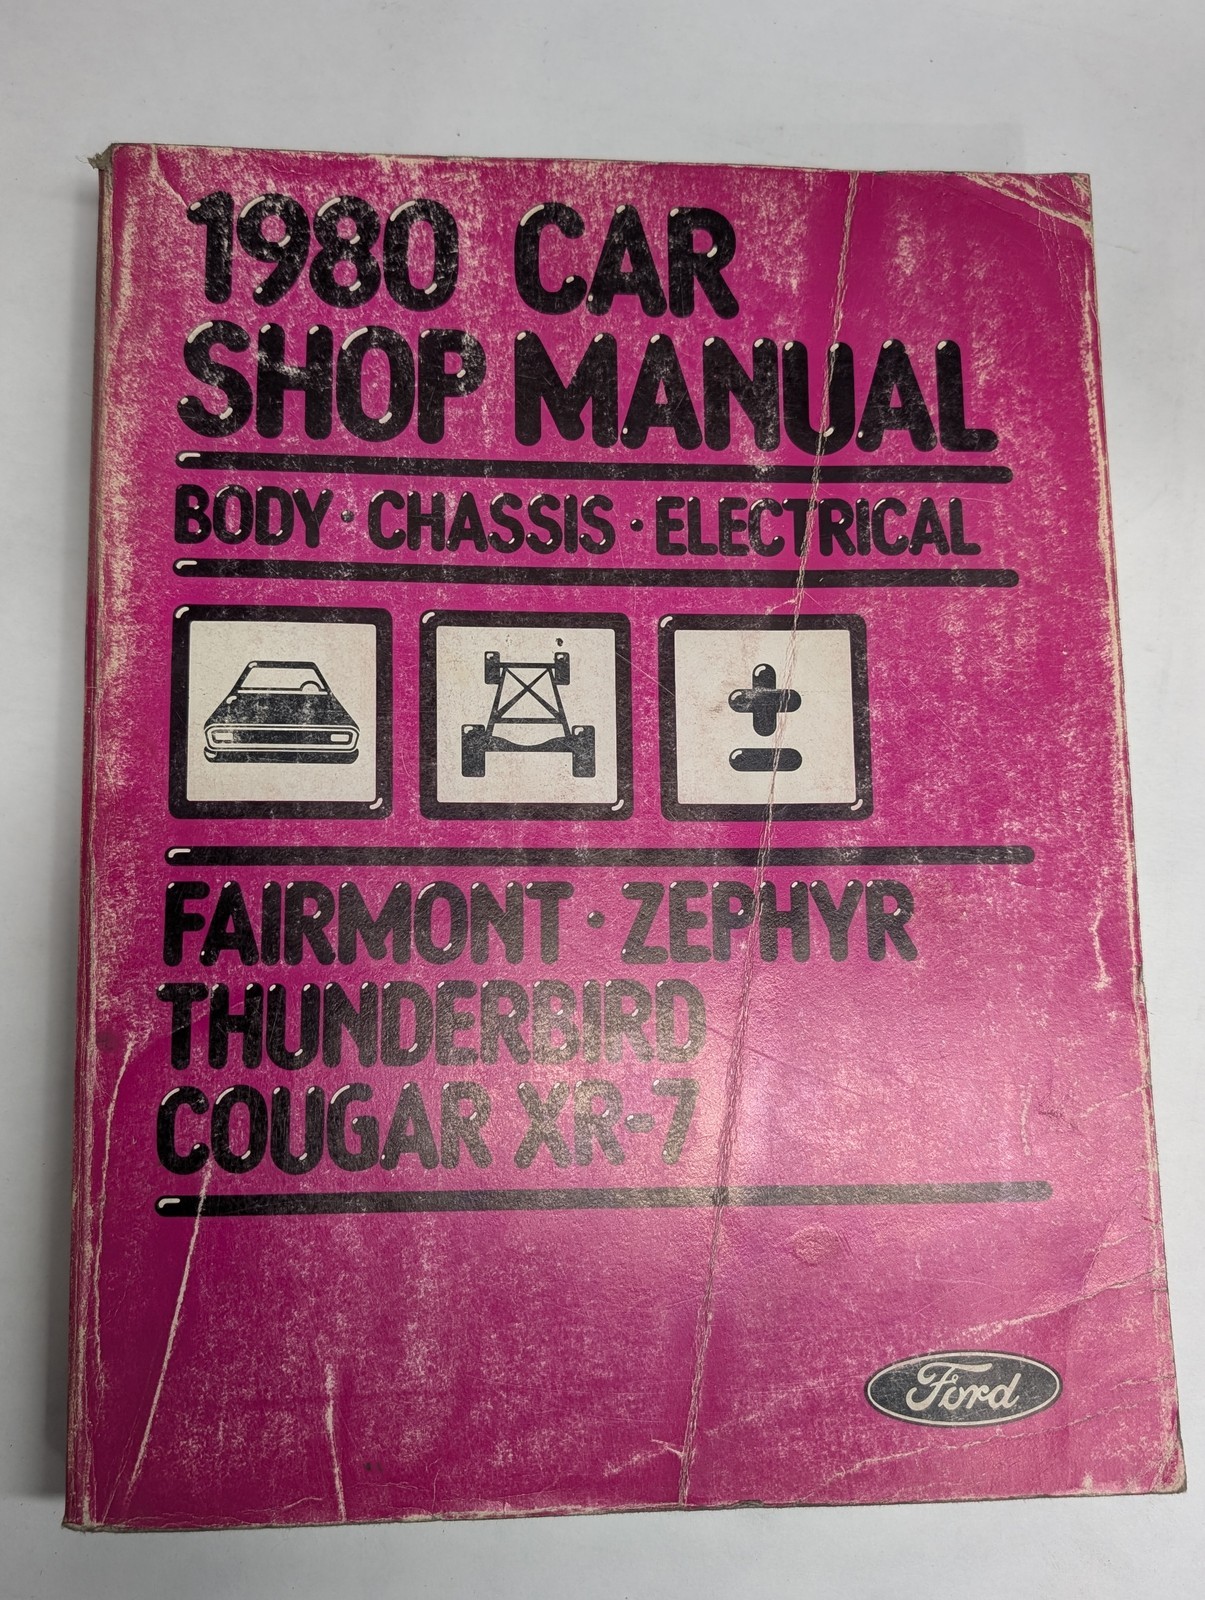 1980 CAR
SHOP MANUAL
BODY · CHASSIS · ELECTRICAL
FAIRMONT · ZEPHYR
THUNDERBIRD
COUGAR XR-7
Ford